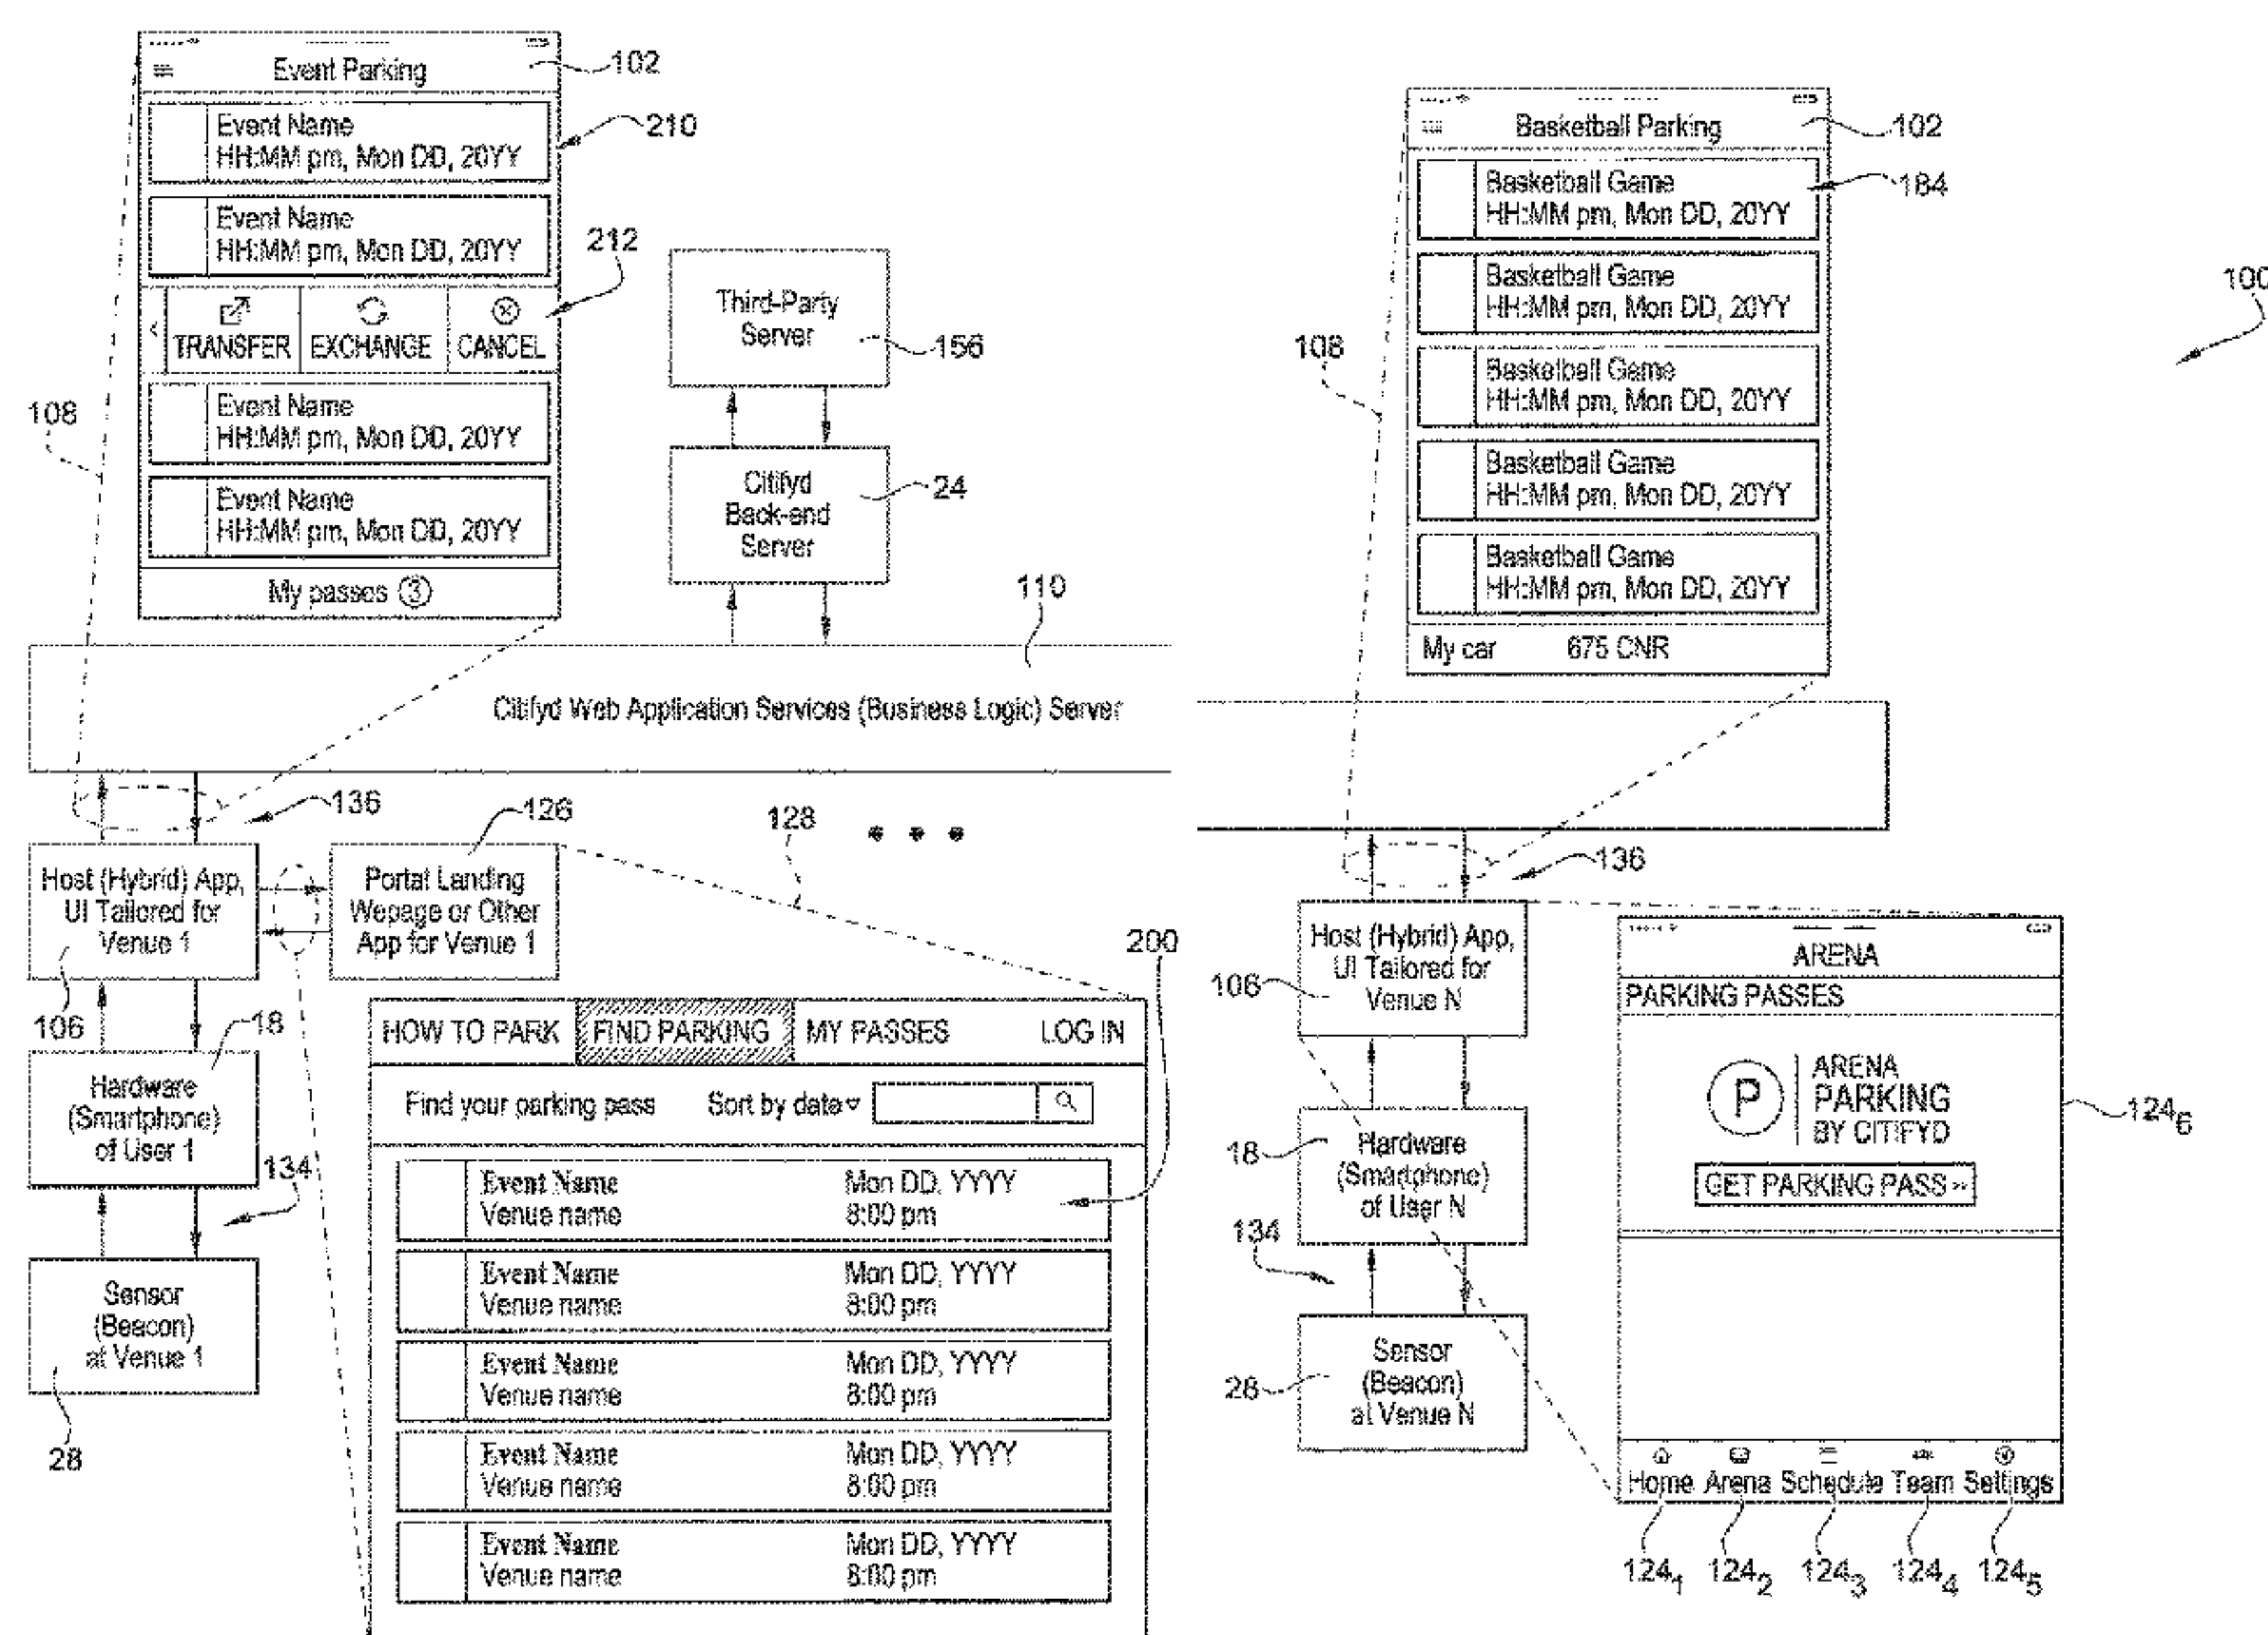 Event Parking
102
Event Name
HH:MM pm, Mon DD, 20YY
210
Event Name
HH:MM pm, Mon DD, 20YY
212
TRANSFER EXCHANGE CANCEL
Event Name
HH:MM pm, Mon DD, 20YY
Event Name
HH:MM pm, Mon DD, 20YY
My passes 3
108
Third-Party
Server
156
Citifyd
Back-end
Server
24
110
Citifyd Web Application Services (Business Logic) Server
136
Host (Hybrid) App,
UI Tailored for
Venue 1
106
126
Portal Landing
Wepage or Other
App for Venue 1
128
18
Hardware
(Smartphone)
of User 1
134
Sensor
(Beacon)
at Venue 1
28
200
HOW TO PARK FIND PARKING MY PASSES LOG IN
Find your parking pass Sort by date
Event Name Mon DD, YYYY
Venue name 8:00 pm
Event Name Mon DD, YYYY
Venue name 8:00 pm
Event Name Mon DD, YYYY
Venue name 8:00 pm
Event Name Mon DD, YYYY
Venue name 8:00 pm
Event Name Mon DD, YYYY
Venue name 8:00 pm
Basketball Parking
102
Basketball Game
HH:MM pm, Mon DD, 20YY
184
Basketball Game
HH:MM pm, Mon DD, 20YY
Basketball Game
HH:MM pm, Mon DD, 20YY
Basketball Game
HH:MM pm, Mon DD, 20YY
Basketball Game
HH:MM pm, Mon DD, 20YY
My car 675 CNR
108
100
136
Host (Hybrid) App,
UI Tailored for
Venue N
106
18
Hardware
(Smartphone)
of User N
134
Sensor
(Beacon)
at Venue N
28
ARENA
PARKING PASSES
P ARENA
PARKING
BY CITIFYD
GET PARKING PASS
124₆
Home Arena Schedule Team Settings
124₁ 124₂ 124₃ 124₄ 124₅